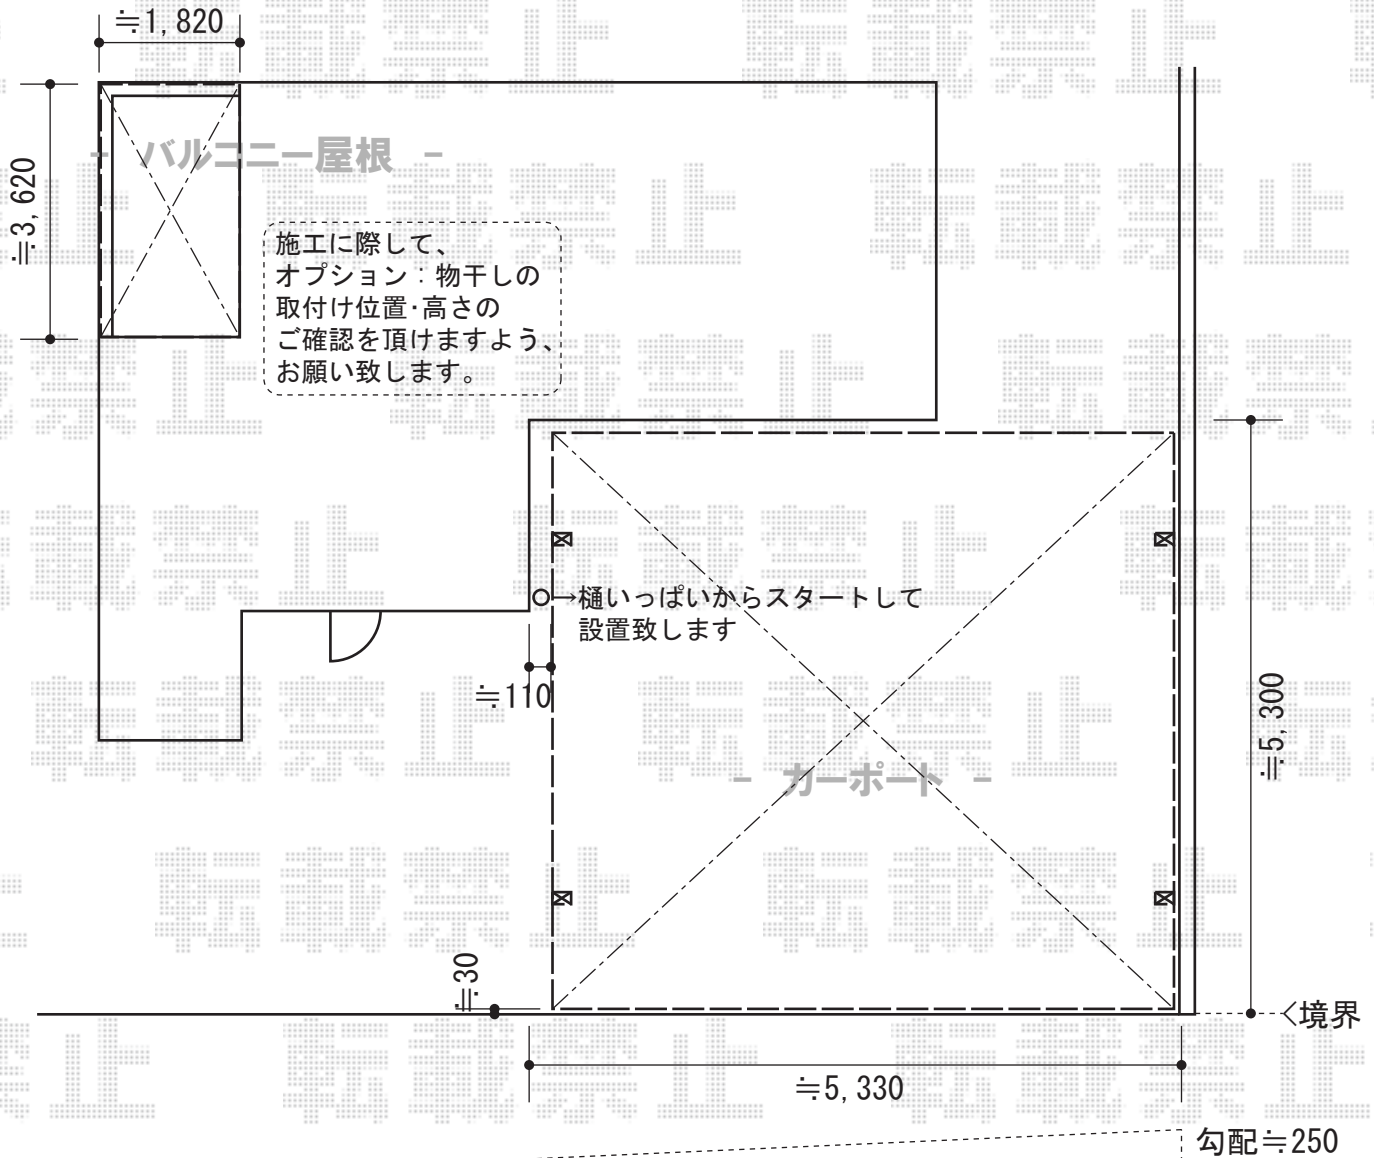 ≒1,820
≒3,620
- バルコニー屋根 -
施工に際して、
オプション：物干しの
取付け位置･高さの
ご確認を頂けますよう、
お願い致します。
→樋いっぱいからスタートして
設置致します
≒110
≒5,300
- カーポート -
≒30
<境界
≒5,330
勾配≒250
転載禁止